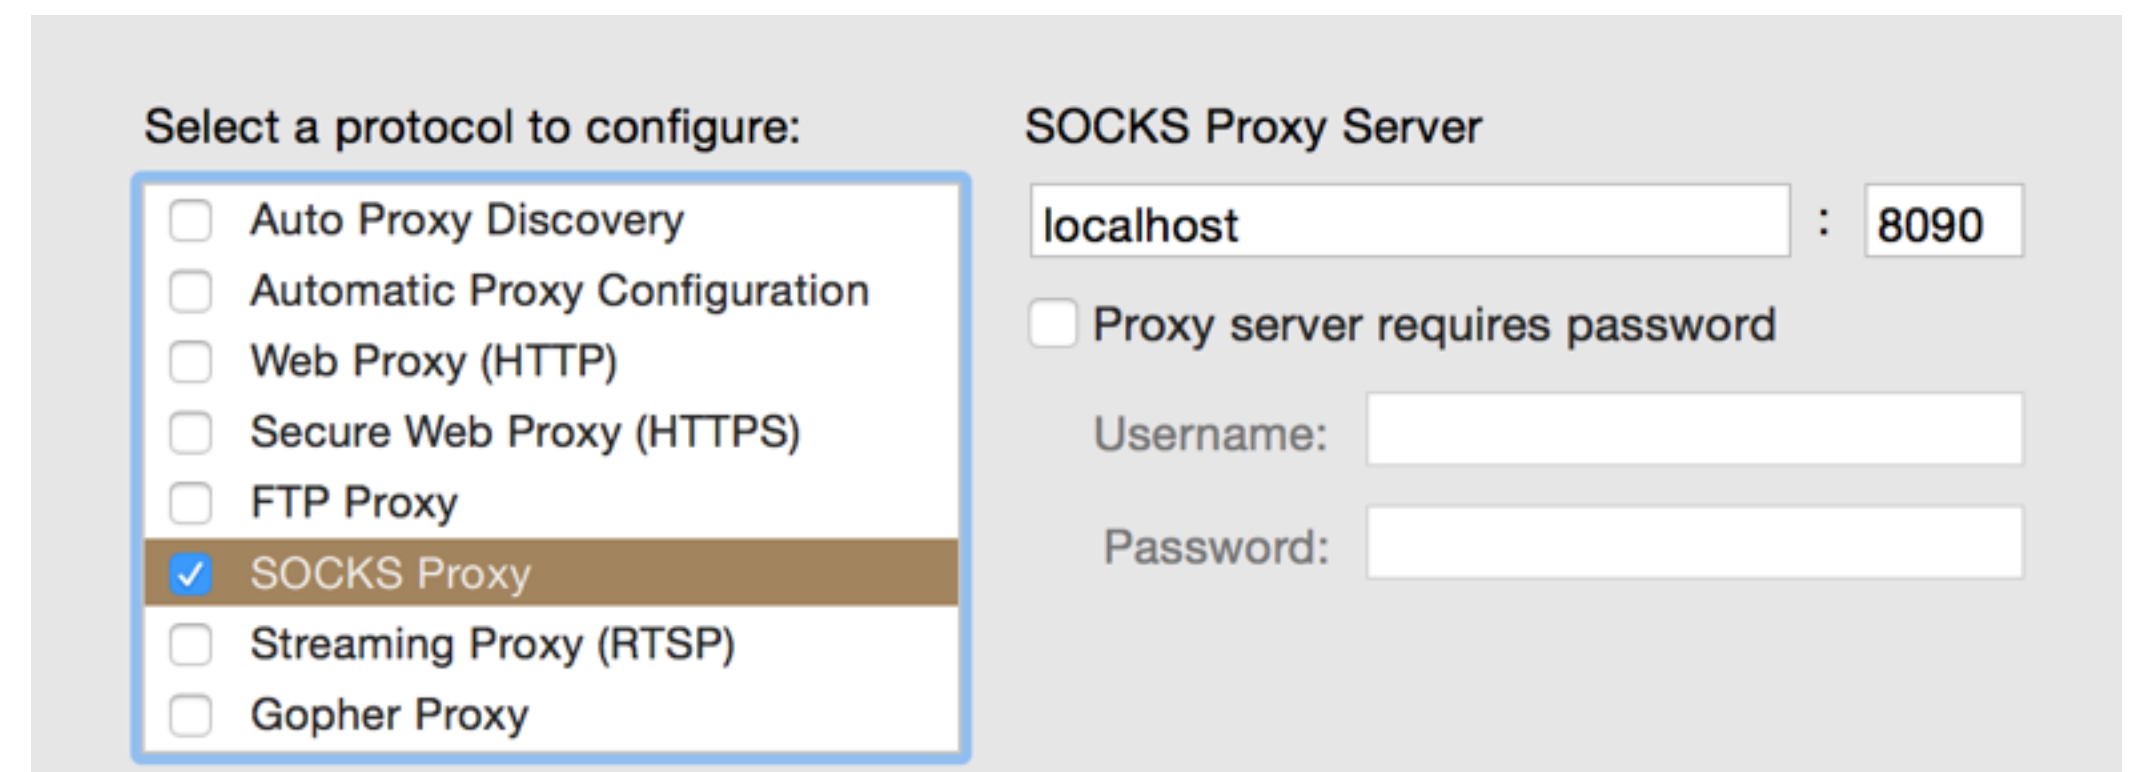 Select a protocol to configure:
Auto Proxy Discovery
Automatic Proxy Configuration
Web Proxy (HTTP)
Secure Web Proxy (HTTPS)
FTP Proxy
SOCKS Proxy
Streaming Proxy (RTSP)
Gopher Proxy
SOCKS Proxy Server
localhost : 8090
Proxy server requires password
Username:
Password: